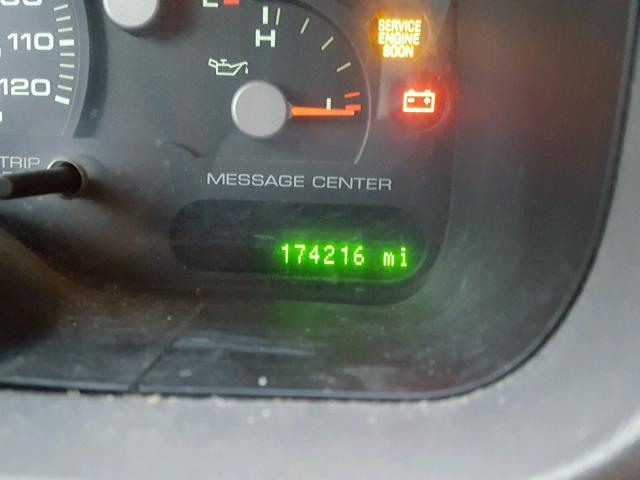 E
H
SERVICE
ENGINE
SOON
110
120
L
TRIP
MESSAGE CENTER
174216 mi